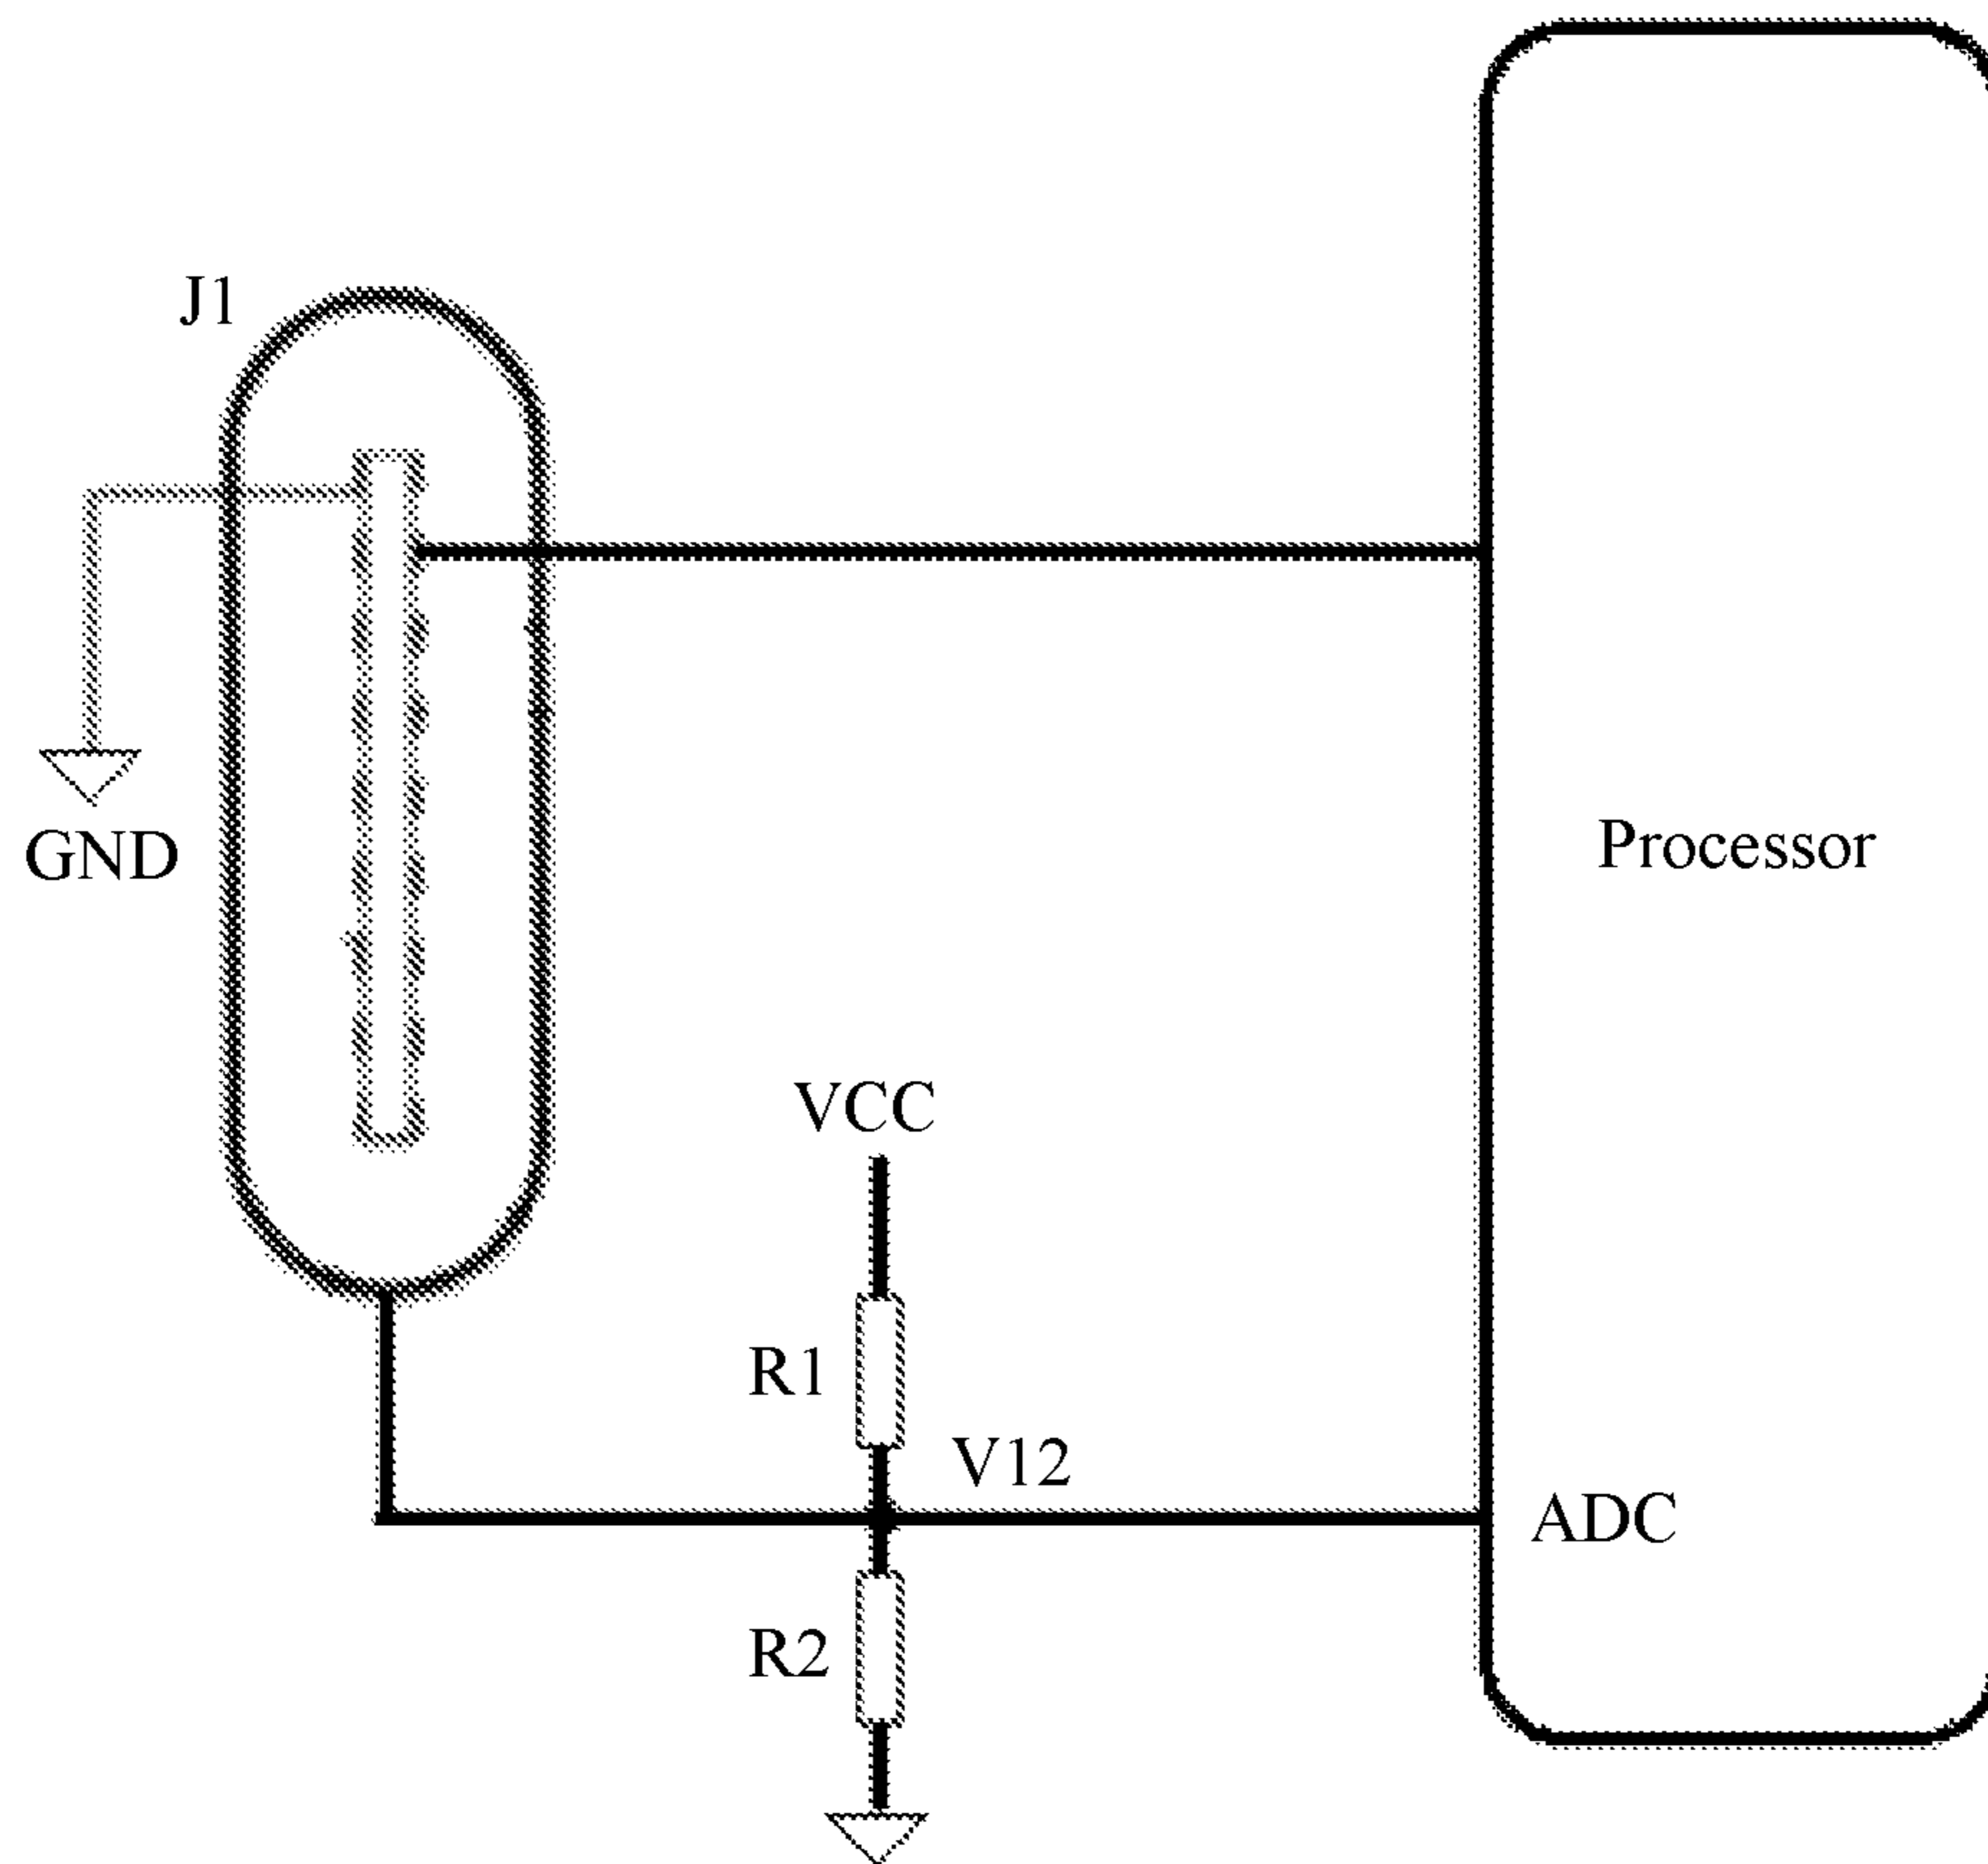 J1
GND
Processor
VCC
R1
V12
ADC
R2